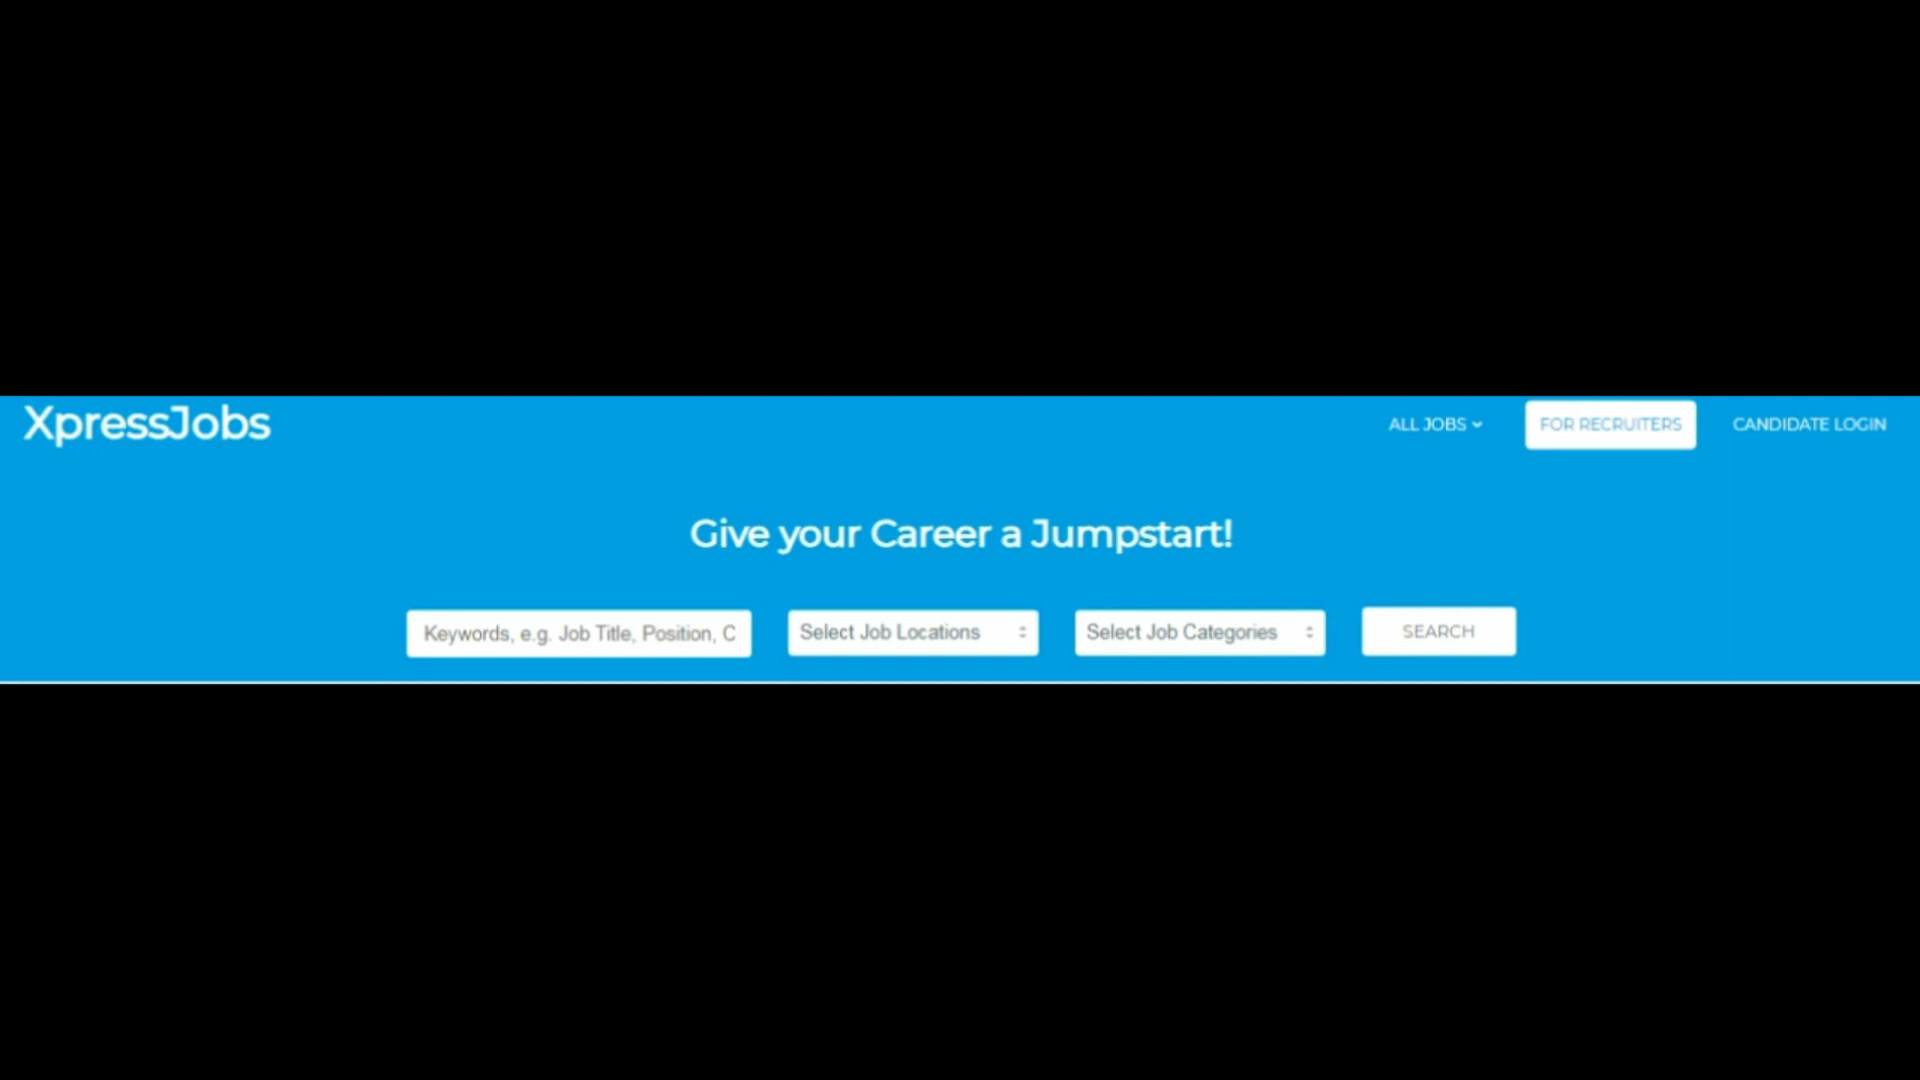 XpressJobs
ALL JOBS
FOR RECRUITERS
CANDIDATE LOGIN
Give your Career a Jumpstart!
Keywords, e.g. Job Title, Position, C
Select Job Locations
Select Job Categories
SEARCH